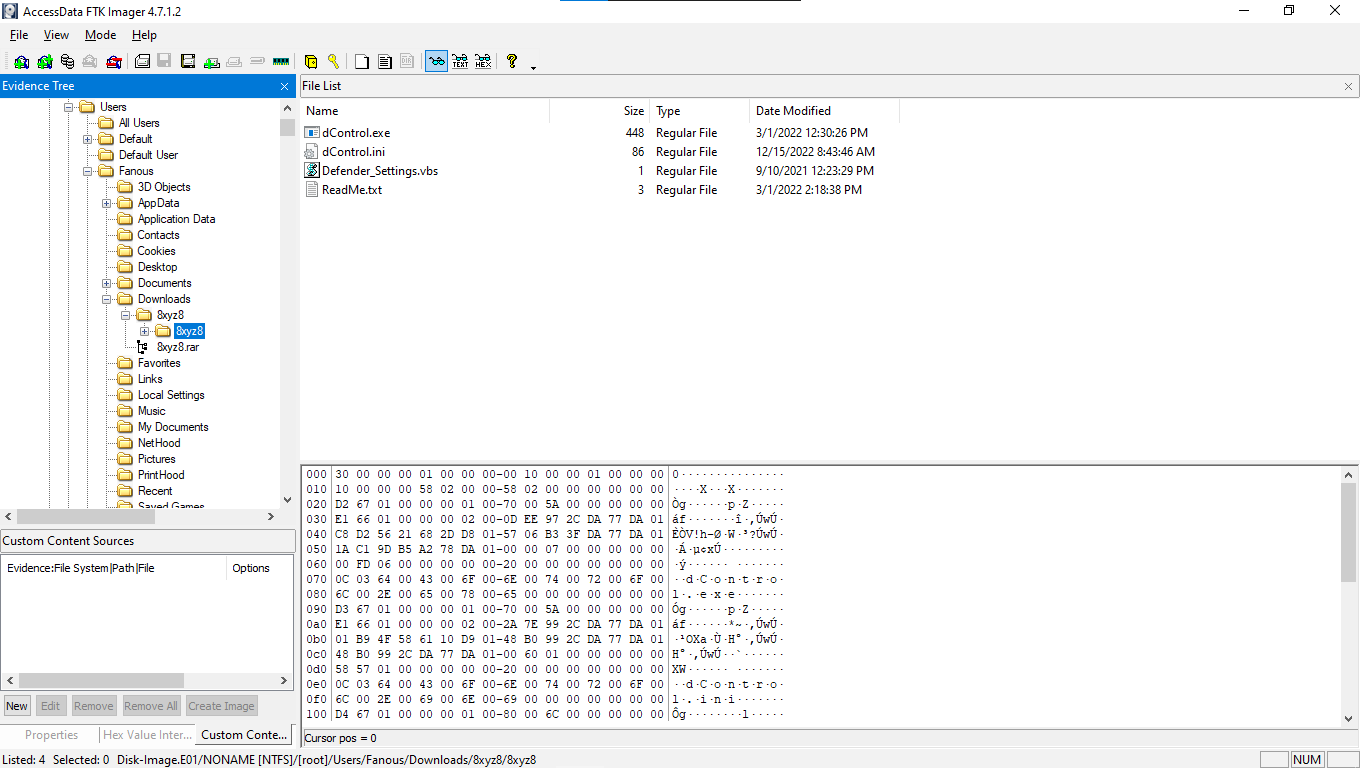 AccessData FTK Imager 4.7.1.2
File View Mode Help
TEXT HEX
Evidence Tree
Users
All Users
Default
Default User
Fanous
3D Objects
AppData
Application Data
Contacts
Cookies
Desktop
Documents
Downloads
8xyz8
8xyz8
8xyz8.rar
Favorites
Links
Local Settings
Music
My Documents
NetHood
Pictures
PrintHood
Recent
Saved Games
Custom Content Sources
Evidence:File System|Path|File Options
New Edit Remove Remove All Create Image
Properties Hex Value Inter... Custom Conte...
File List
Name Size Type Date Modified
dControl.exe 448 Regular File 3/1/2022 12:30:26 PM
dControl.ini 86 Regular File 12/15/2022 8:43:46 AM
Defender_Settings.vbs 1 Regular File 9/10/2021 12:23:29 PM
ReadMe.txt 3 Regular File 3/1/2022 2:18:38 PM
000 30 00 00 00 01 00 00 00-00 10 00 00 01 00 00 00 0···············
010 10 00 00 00 58 02 00 00-58 02 00 00 00 00 00 00 ····X···X·······
020 D2 67 01 00 00 00 01 00-70 00 5A 00 00 00 00 00 Òg······p·Z·····
030 E1 66 01 00 00 00 02 00-0D EE 97 2C DA 77 DA 01 áf·······î·,ÚwÚ·
040 C8 D2 56 21 68 2D D8 01-57 06 B3 3F DA 77 DA 01 ÈÒV!h-Ø·W·³?ÚwÚ·
050 1A C1 9D B5 A2 78 DA 01-00 00 07 00 00 00 00 00 ·Á·µ¢xÚ·········
060 00 FD 06 00 00 00 00 00-20 00 00 00 00 00 00 00 ·ý······ ·······
070 0C 03 64 00 43 00 6F 00-6E 00 74 00 72 00 6F 00 ··d·C·o·n·t·r·o·
080 6C 00 2E 00 65 00 78 00-65 00 00 00 00 00 00 00 l·.·e·x·e·······
090 D3 67 01 00 00 00 01 00-70 00 5A 00 00 00 00 00 Óg······p·Z·····
0a0 E1 66 01 00 00 00 02 00-2A 7E 99 2C DA 77 DA 01 áf······*~·,ÚwÚ·
0b0 01 B9 4F 58 61 10 D9 01-48 B0 99 2C DA 77 DA 01 ·¹OXa·Ù·H°·,ÚwÚ·
0c0 48 B0 99 2C DA 77 DA 01-00 60 01 00 00 00 00 00 H°·,ÚwÚ··`······
0d0 58 57 01 00 00 00 00 00-20 00 00 00 00 00 00 00 XW······ ·······
0e0 0C 03 64 00 43 00 6F 00-6E 00 74 00 72 00 6F 00 ··d·C·o·n·t·r·o·
0f0 6C 00 2E 00 69 00 6E 00-69 00 00 00 00 00 00 00 l·.·i·n·i·······
100 D4 67 01 00 00 00 01 00-80 00 6C 00 00 00 00 00 Ôg········l·····
Cursor pos = 0
Listed: 4 Selected: 0 Disk-Image.E01/NONAME [NTFS]/[root]/Users/Fanous/Downloads/8xyz8/8xyz8
NUM